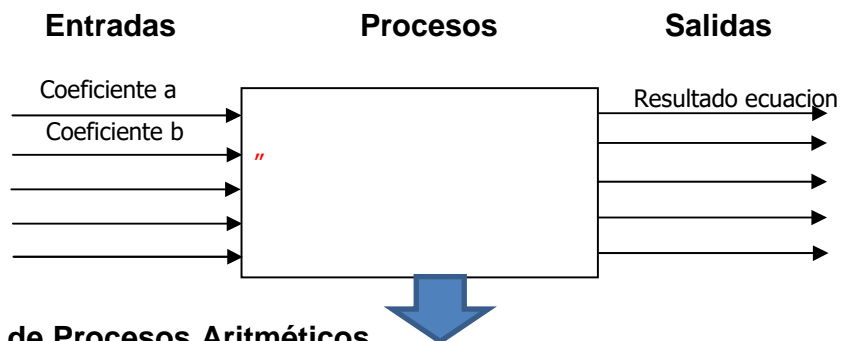 Entradas Procesos Salidas
Coeficiente a
Resultado ecuacion
Coeficiente b
"
de Procesos Aritméticos